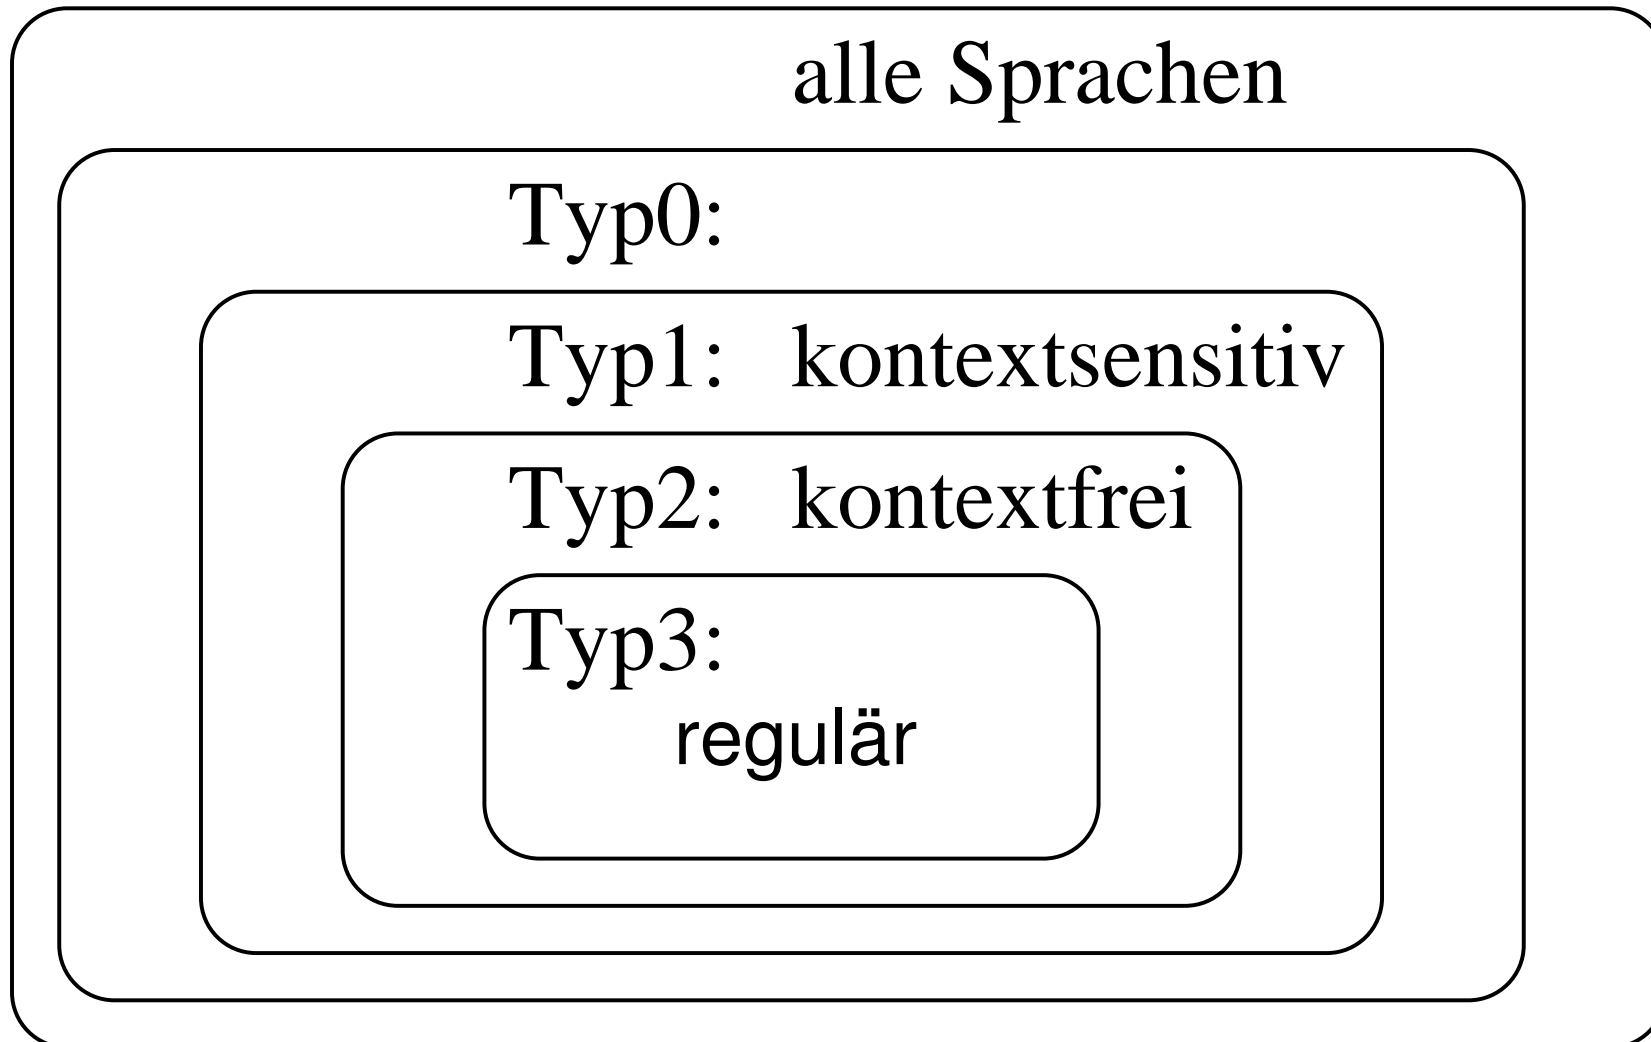 alle Sprachen
Typ0:
Typ1: kontextsensitiv
Typ2: kontextfrei
Typ3:
regulär